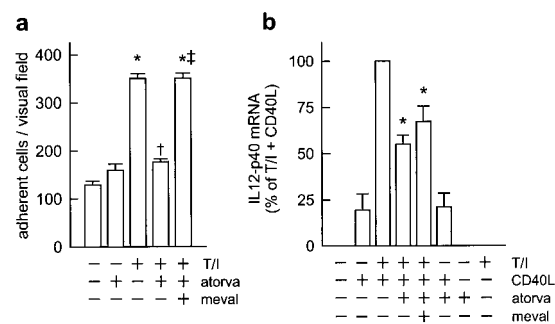 a
adherent cells / visual field
400
300
200
100
0
* † *‡
– – + + + T/I
– + – + + atorva
– – – – + meval
b
IL12-p40 mRNA
(% of T/I + CD40L)
100
75
50
25
0
* *
– – + + + – – + T/I
– + + + + + – – CD40L
– – – + + + + – atorva
– – – – + – – – meval